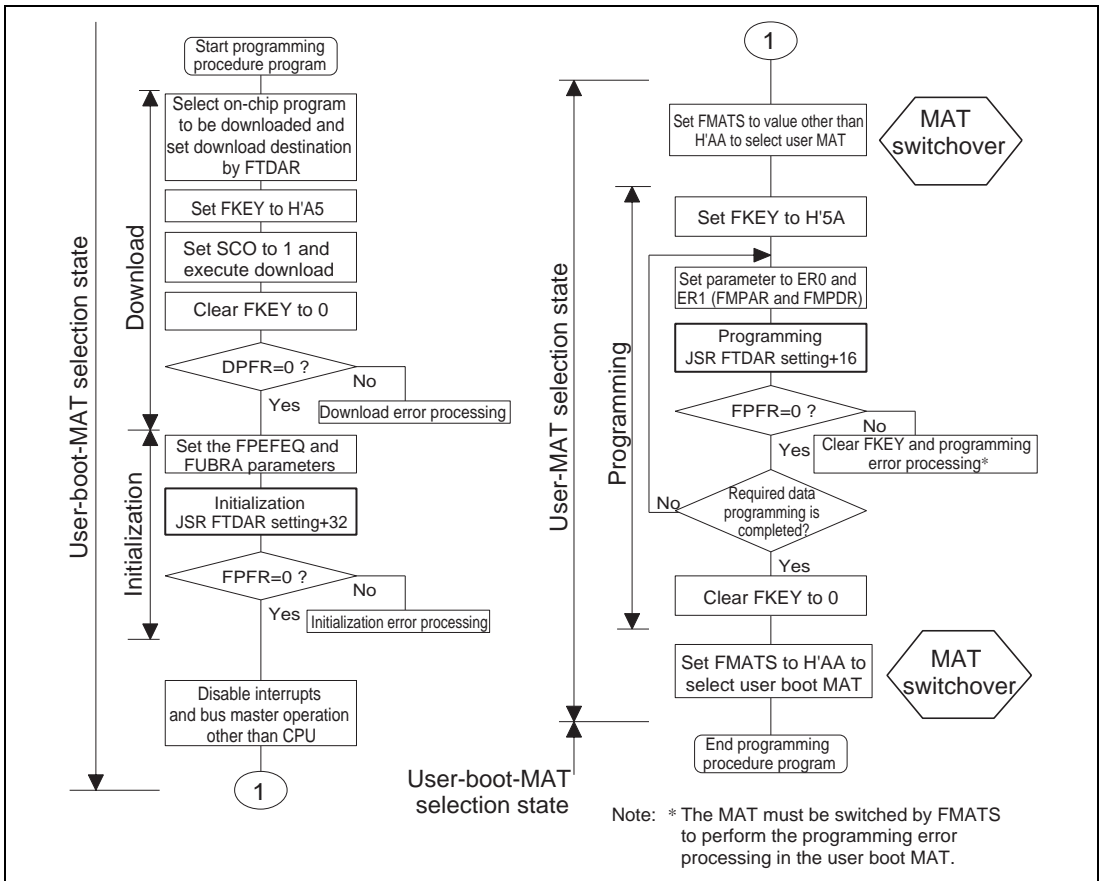 Start programming
procedure program
Select on-chip program
to be downloaded and
set download destination
by FTDAR
Set FKEY to H'A5
Set SCO to 1 and
execute download
Clear FKEY to 0
DPFR=0 ?
No
Yes
Download error processing
Set the FPEFEQ and
FUBRA parameters
Initialization
JSR FTDAR setting+32
FPFR=0 ?
No
Yes
Initialization error processing
Disable interrupts
and bus master operation
other than CPU
1
User-boot-MAT selection state
Download
Initialization
1
Set FMATS to value other than
H'AA to select user MAT
MAT
switchover
Set FKEY to H'5A
Set parameter to ER0 and
ER1 (FMPAR and FMPDR)
Programming
JSR FTDAR setting+16
FPFR=0 ?
No
Yes
Clear FKEY and programming
error processing*
No
Required data
programming is
completed?
Yes
Clear FKEY to 0
Set FMATS to H'AA to
select user boot MAT
MAT
switchover
End programming
procedure program
User-MAT selection state
Programming
User-boot-MAT
selection state
Note: * The MAT must be switched by FMATS
to perform the programming error
processing in the user boot MAT.